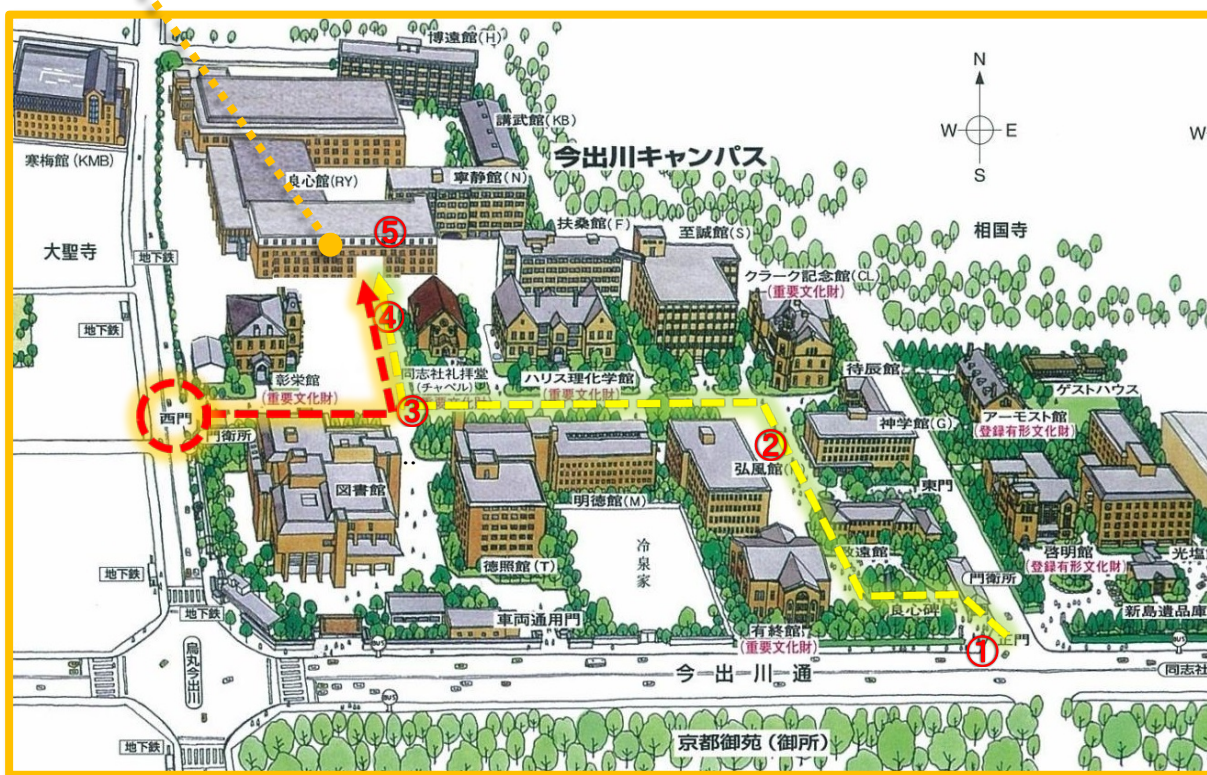 博遠館(H)
N
W
E
S
W
講武館(KB)
寒梅館(KMB)
今出川キャンパス
良心館(RY)
寧静館(N)
扶桑館(F)
至誠館(S)
相国寺
大聖寺
地下鉄
⑤
クラーク記念館(CL)
(重要文化財)
地下鉄
④
彰栄館
(重要文化財)
同志社礼拝堂
(チャペル)
重要文化財)
ハリス理化学館
(重要文化財)
待辰館
ゲストハウス
アーモスト館
(登録有形文化財)
西門
③
門衛所
②
神学館(G)
図書館
明徳館(M)
弘風館
東門
冷泉家
徳照館(T)
致遠館
門衛所
啓明館
(登録有形文化財)
光塩
地下鉄
地下鉄
車両通用門
良心碑
新島遺品庫
有終館
(重要文化財)
①
正門
BUS
BUS
烏丸今出川
今出川通
同志社
BUS
地下鉄
京都御苑(御所)